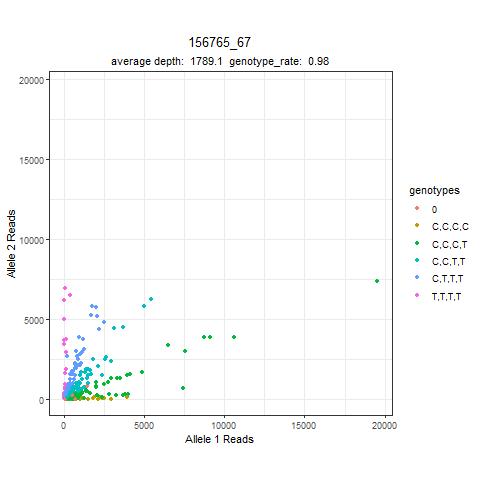 156765_67
average depth: 1789.1 genotype_rate: 0.98
20000
15000
10000
5000
0
Allele 2 Reads
0 5000 10000 15000 20000
Allele 1 Reads
genotypes
0
C,C,C,C
C,C,C,T
C,C,T,T
C,T,T,T
T,T,T,T